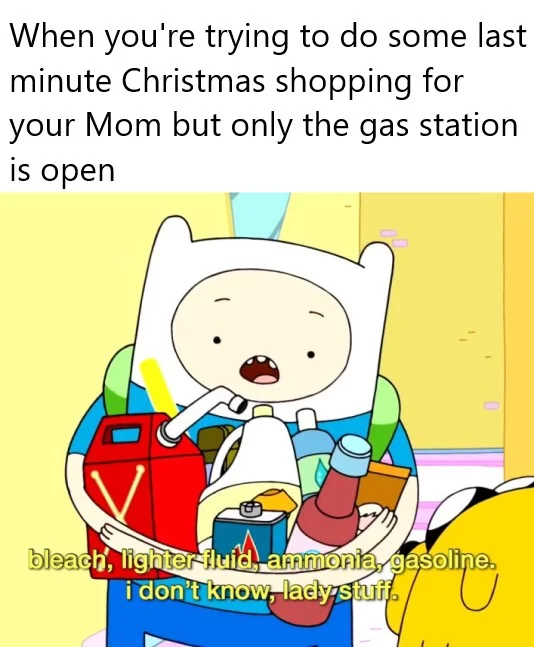 When you're trying to do some last
minute Christmas shopping for
your Mom but only the gas station
is open
bleach, lighter fluid, ammonia, gasoline.
i don't know, lady stuff.